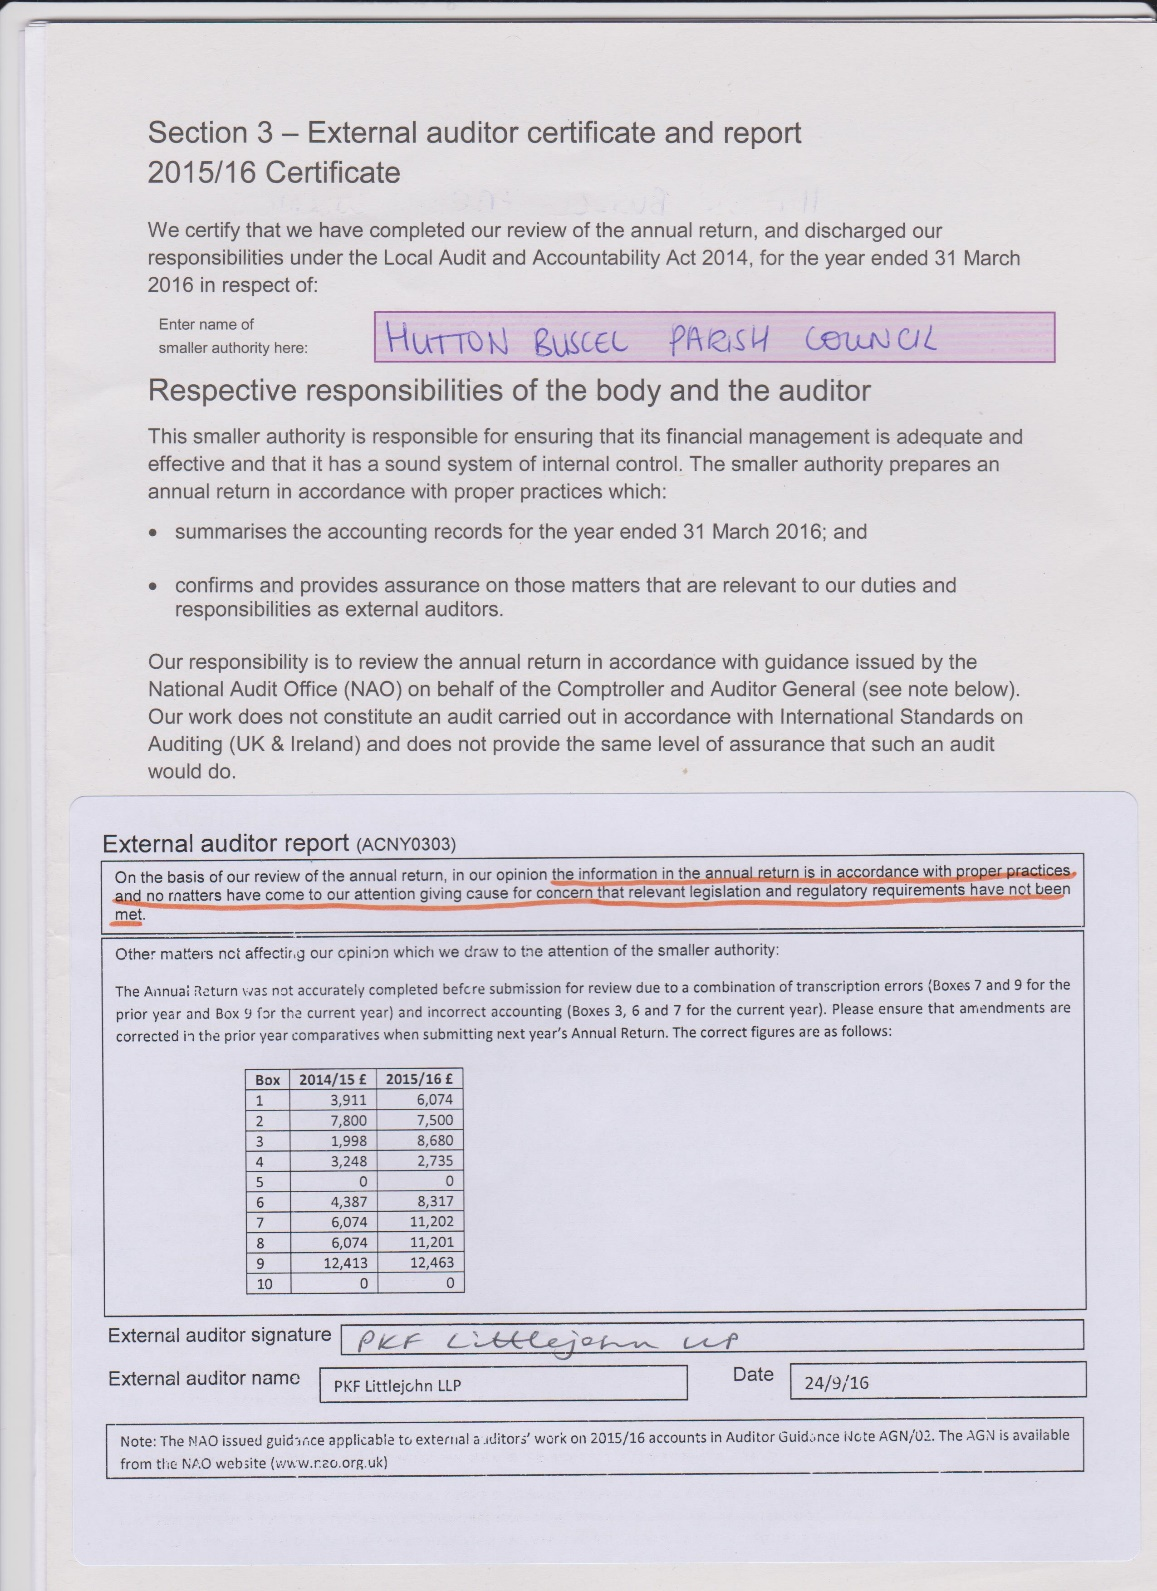 Section 3 – External auditor certificate and report
2015/16 Certificate
We certify that we have completed our review of the annual return, and discharged our
responsibilities under the Local Audit and Accountability Act 2014, for the year ended 31 March
2016 in respect of:
Enter name of
smaller authority here:
HUTTON BUSCEL PARISH COUNCIL
Respective responsibilities of the body and the auditor
This smaller authority is responsible for ensuring that its financial management is adequate and
effective and that it has a sound system of internal control. The smaller authority prepares an
annual return in accordance with proper practices which:
• summarises the accounting records for the year ended 31 March 2016; and
• confirms and provides assurance on those matters that are relevant to our duties and
responsibilities as external auditors.
Our responsibility is to review the annual return in accordance with guidance issued by the
National Audit Office (NAO) on behalf of the Comptroller and Auditor General (see note below).
Our work does not constitute an audit carried out in accordance with International Standards on
Auditing (UK & Ireland) and does not provide the same level of assurance that such an audit
would do.
External auditor report (ACNY0303)
On the basis of our review of the annual return, in our opinion the information in the annual return is in accordance with proper practices
and no matters have come to our attention giving cause for concern that relevant legislation and regulatory requirements have not been
met.
Other matters not affecting our opinion which we draw to the attention of the smaller authority:
The Annual Return was not accurately completed before submission for review due to a combination of transcription errors (Boxes 7 and 9 for the
prior year and Box 9 for the current year) and incorrect accounting (Boxes 3, 6 and 7 for the current year). Please ensure that amendments are
corrected in the prior year comparatives when submitting next year's Annual Return. The correct figures are as follows:
Box 2014/15 £ 2015/16 £
1 3,911 6,074
2 7,800 7,500
3 1,998 8,680
4 3,248 2,735
5 0 0
6 4,387 8,317
7 6,074 11,202
8 6,074 11,201
9 12,413 12,463
10 0 0
External auditor signature PKF Littlejohn LLP
External auditor name PKF Littlejohn LLP Date 24/9/16
Note: The NAO issued guidance applicable to external auditors' work on 2015/16 accounts in Auditor Guidance Note AGN/02. The AGN is available
from the NAO website (www.nao.org.uk)